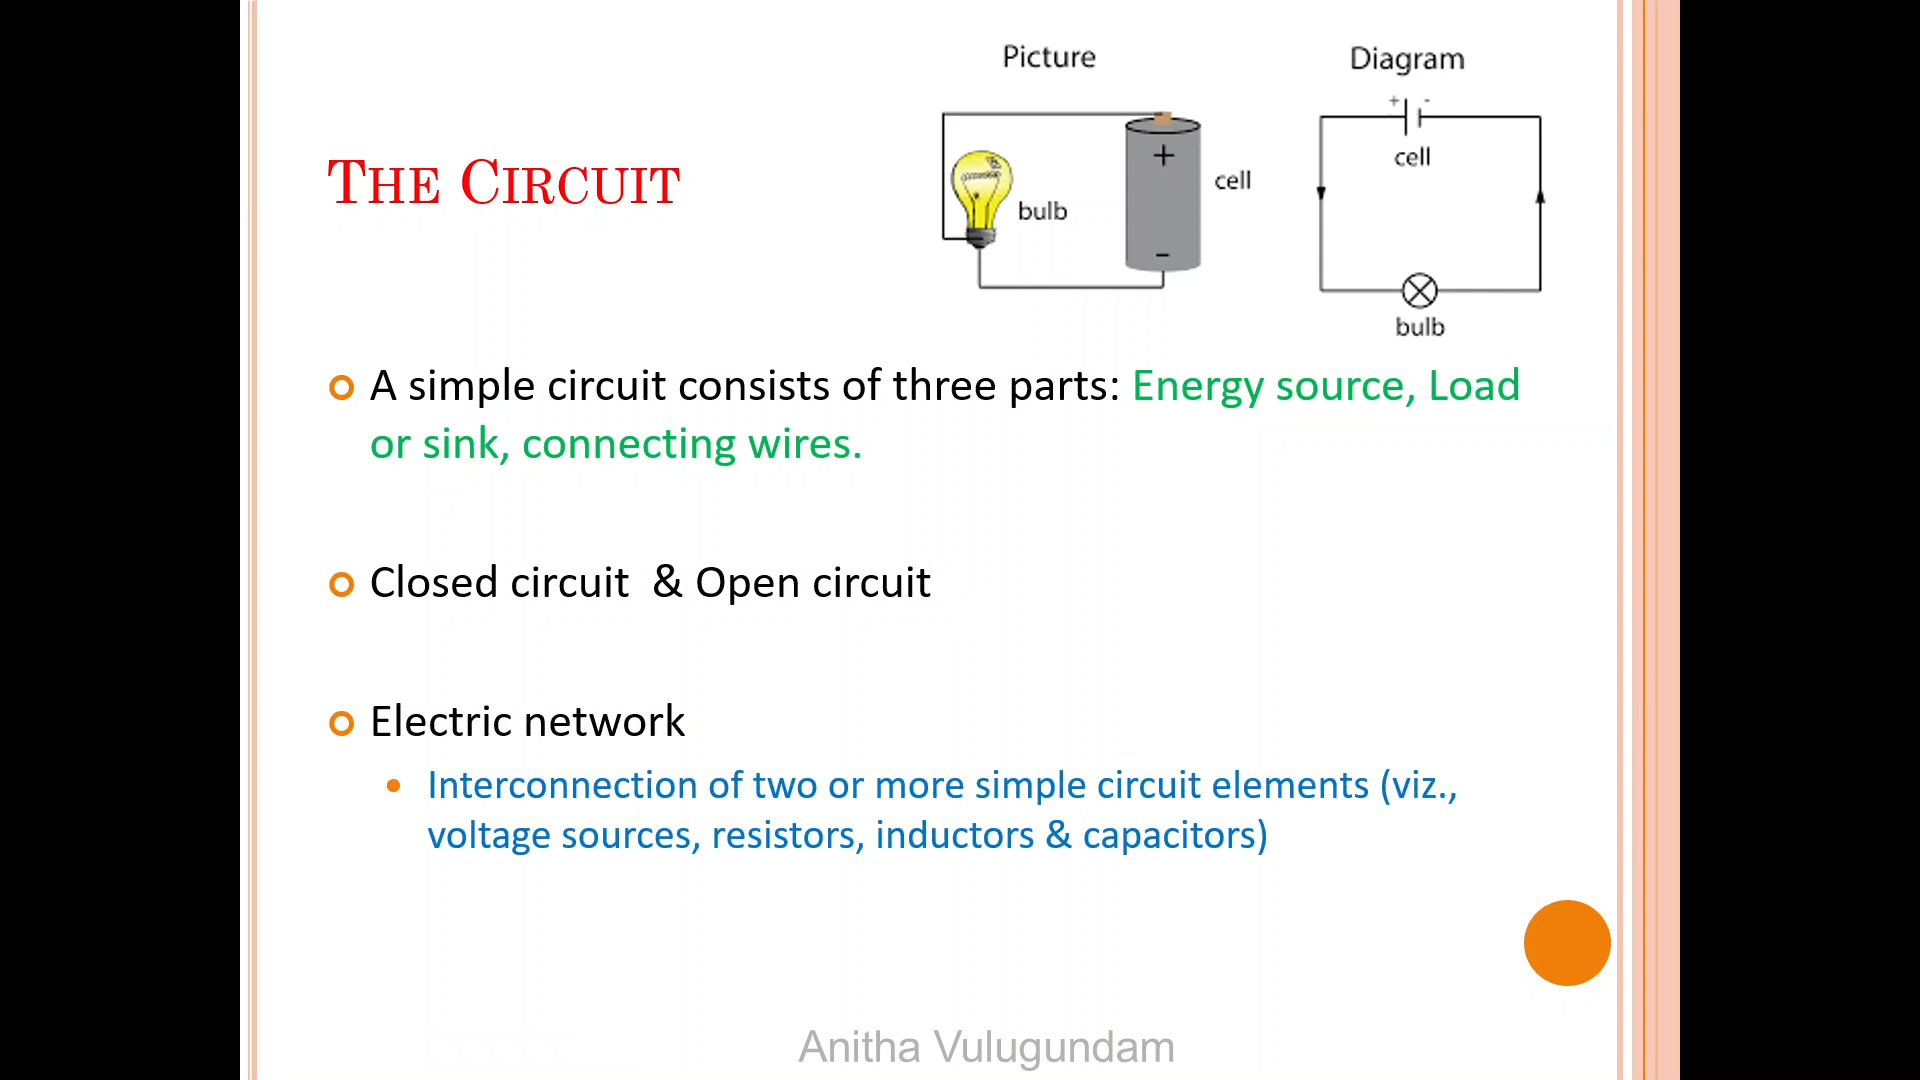 Picture
Diagram
THE CIRCUIT
+
-
cell
+
cell
bulb
-
bulb
A simple circuit consists of three parts: Energy source, Load
or sink, connecting wires.
Closed circuit & Open circuit
Electric network
Interconnection of two or more simple circuit elements (viz.,
voltage sources, resistors, inductors & capacitors)
Anitha Vulugundam